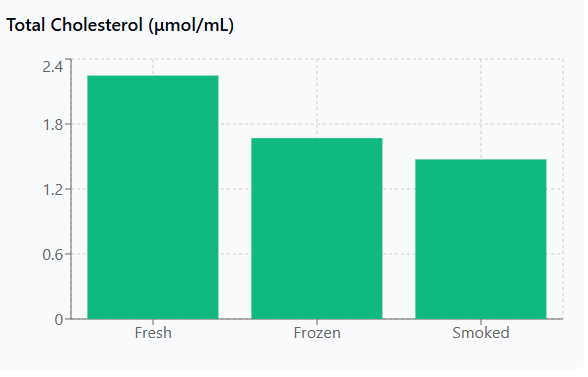 Total Cholesterol (µmol/mL)
2.4
1.8
1.2
0.6
0
Fresh Frozen Smoked